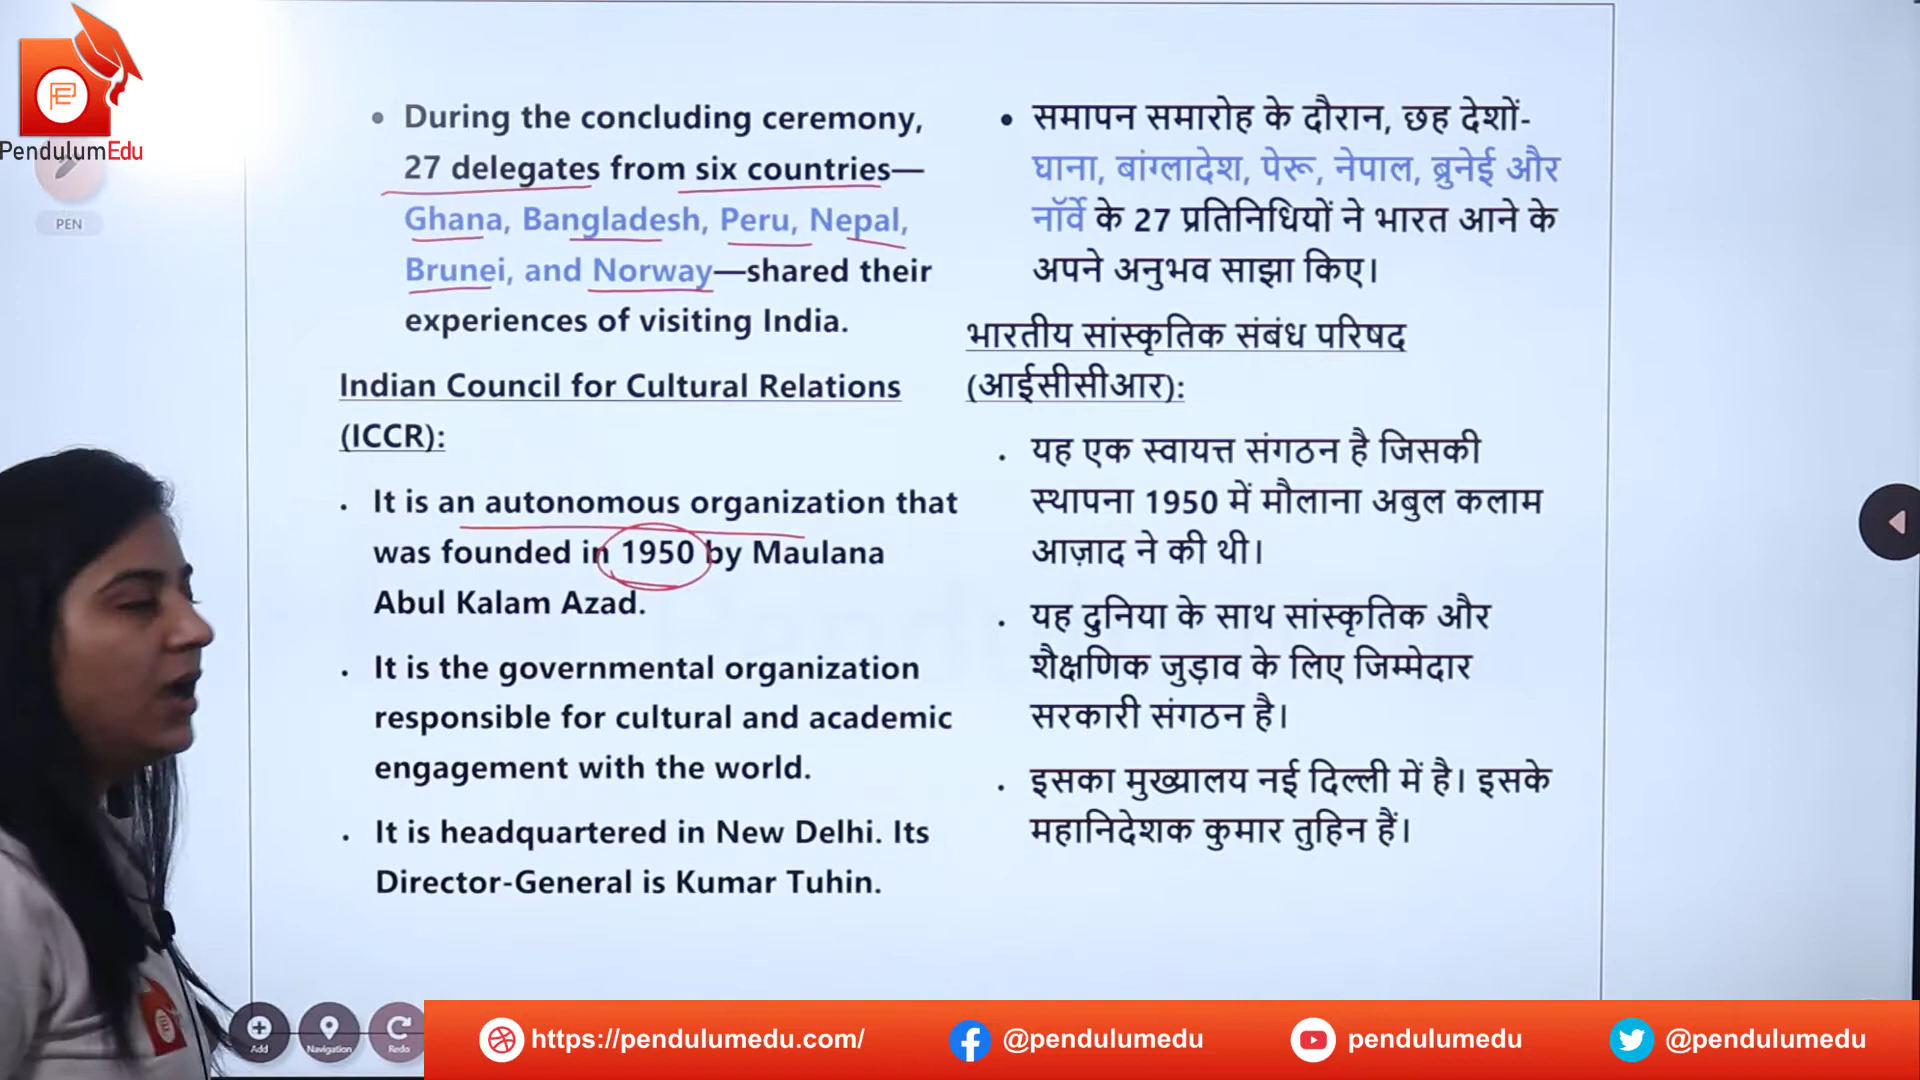 PendulumEdu
PEN
During the concluding ceremony,
27 delegates from six countries—
Ghana, Bangladesh, Peru, Nepal,
Brunei, and Norway—shared their
experiences of visiting India.
Indian Council for Cultural Relations
(ICCR):
It is an autonomous organization that
was founded in 1950 by Maulana
Abul Kalam Azad.
It is the governmental organization
responsible for cultural and academic
engagement with the world.
It is headquartered in New Delhi. Its
Director-General is Kumar Tuhin.
समापन समारोह के दौरान, छह देशों-
घाना, बांग्लादेश, पेरू, नेपाल, ब्रुनेई और
नॉर्वे के 27 प्रतिनिधियों ने भारत आने के
अपने अनुभव साझा किए।
भारतीय सांस्कृतिक संबंध परिषद
(आईसीसीआर):
यह एक स्वायत्त संगठन है जिसकी
स्थापना 1950 में मौलाना अबुल कलाम
आज़ाद ने की थी।
यह दुनिया के साथ सांस्कृतिक और
शैक्षणिक जुड़ाव के लिए जिम्मेदार
सरकारी संगठन है।
इसका मुख्यालय नई दिल्ली में है। इसके
महानिदेशक कुमार तुहिन हैं।
Add
Navigation
Redo
https://pendulumedu.com/
@pendulumedu
pendulumedu
@pendulumedu